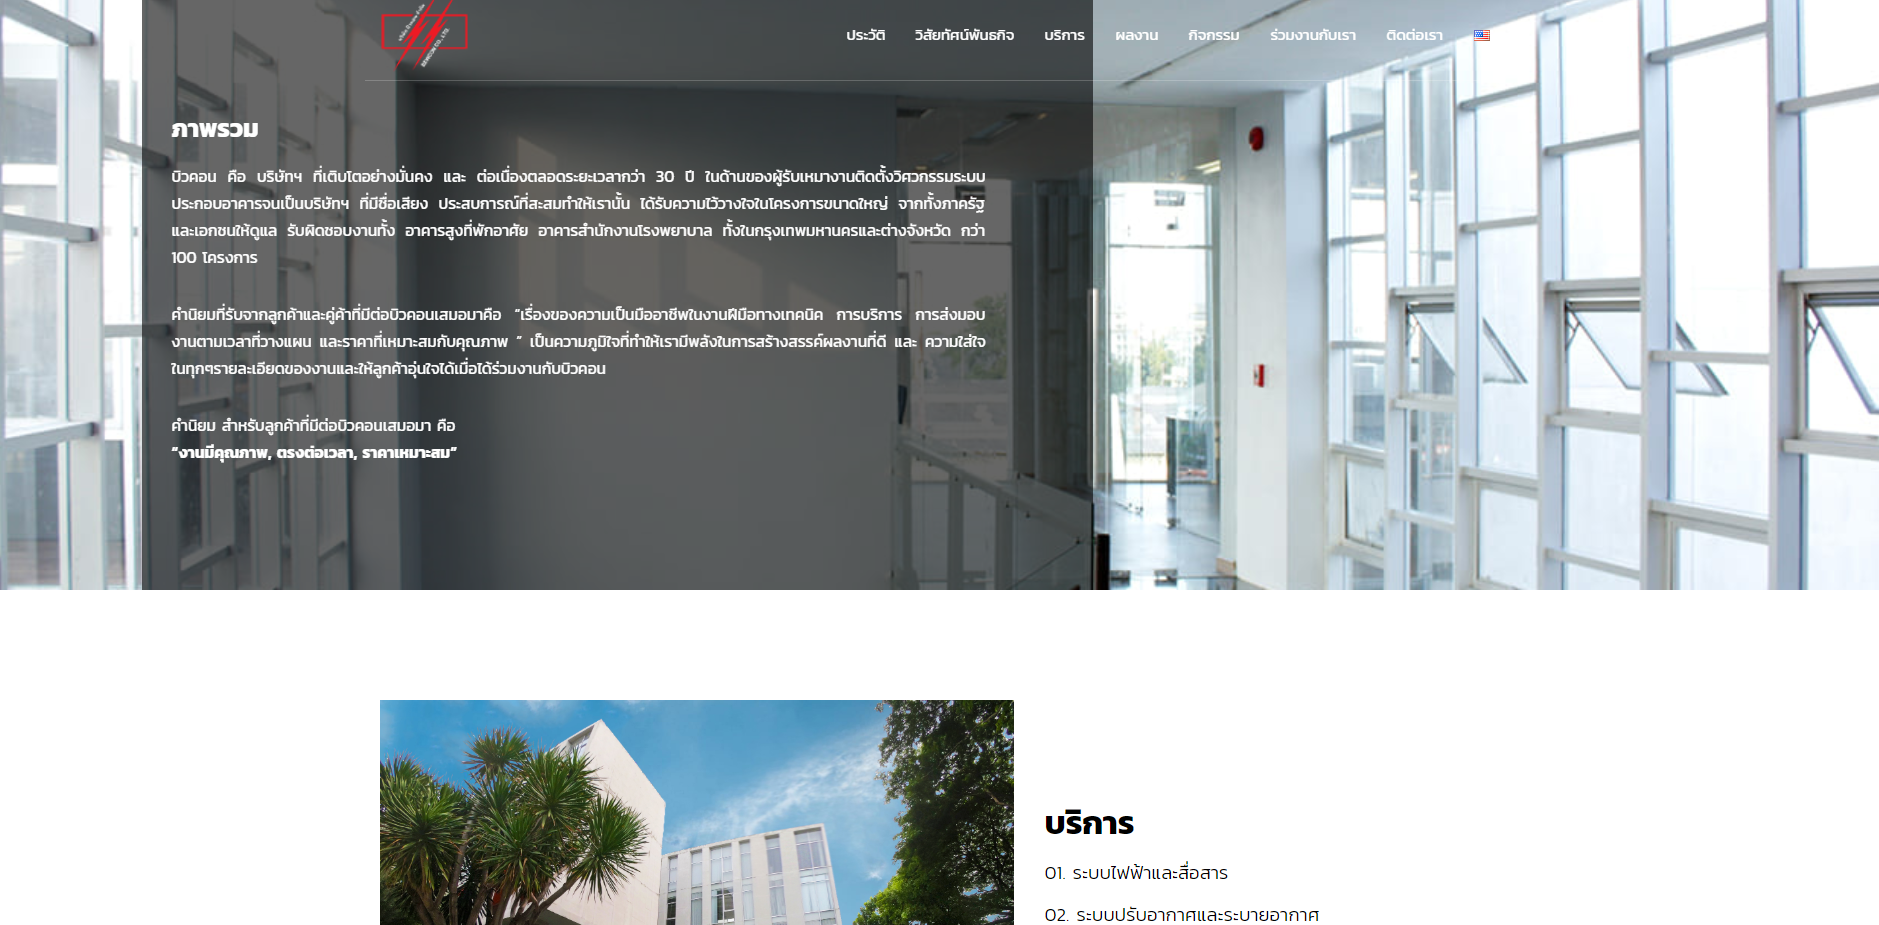 ประวัติ วิสัยทัศน์พันธกิจ บริการ ผลงาน กิจกรรม ร่วมงานกับเรา ติดต่อเรา
ภาพรวม
บิวคอน คือ บริษัทฯ ที่เติบโตอย่างมั่นคง และ ต่อเนื่องตลอดระยะเวลากว่า 30 ปี ในด้านของผู้รับเหมางานติดตั้งวิศวกรรมระบบ
ประกอบอาคารจนเป็นบริษัทฯ ที่มีชื่อเสียง ประสบการณ์ที่สะสมทำให้เรานั้น ได้รับความไว้วางใจในโครงการขนาดใหญ่ จากทั้งภาครัฐ
และเอกชนให้ดูแล รับผิดชอบงานทั้ง อาคารสูงที่พักอาศัย อาคารสำนักงานโรงพยาบาล ทั้งในกรุงเทพมหานครและต่างจังหวัด กว่า
100 โครงการ
คำนิยมที่รับจากลูกค้าและคู่ค้าที่มีต่อบิวคอนเสมอมาคือ “เรื่องของความเป็นมืออาชีพในงานฝีมือทางเทคนิค การบริการ การส่งมอบ
งานตามเวลาที่วางแผน และราคาที่เหมาะสมกับคุณภาพ ” เป็นความภูมิใจที่ทำให้เรามีพลังในการสร้างสรรค์ผลงานที่ดี และ ความใส่ใจ
ในทุกๆรายละเอียดของงานและให้ลูกค้าอุ่นใจได้เมื่อได้ร่วมงานกับบิวคอน
คำนิยม สำหรับลูกค้าที่มีต่อบิวคอนเสมอมา คือ
“งานมีคุณภาพ, ตรงต่อเวลา, ราคาเหมาะสม”
บริการ
01. ระบบไฟฟ้าและสื่อสาร
02. ระบบปรับอากาศและระบายอากาศ